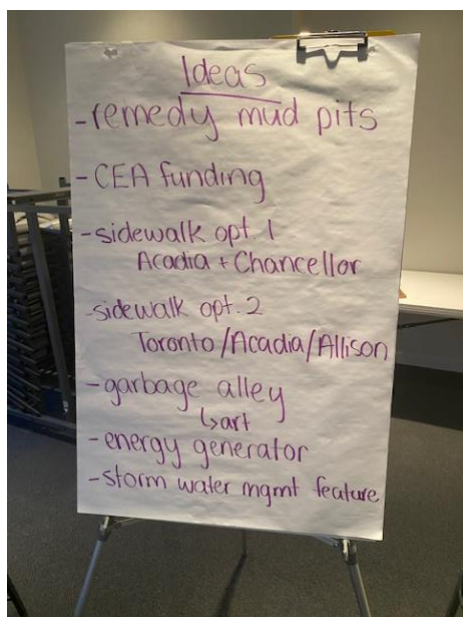 Ideas
-remedy mud pits
-CEA funding
-sidewalk opt. 1
Acadia + Chancellor
-sidewalk opt. 2
Toronto/Acadia/Allison
-garbage alley
↳art
-energy generator
-storm water mgmt feature